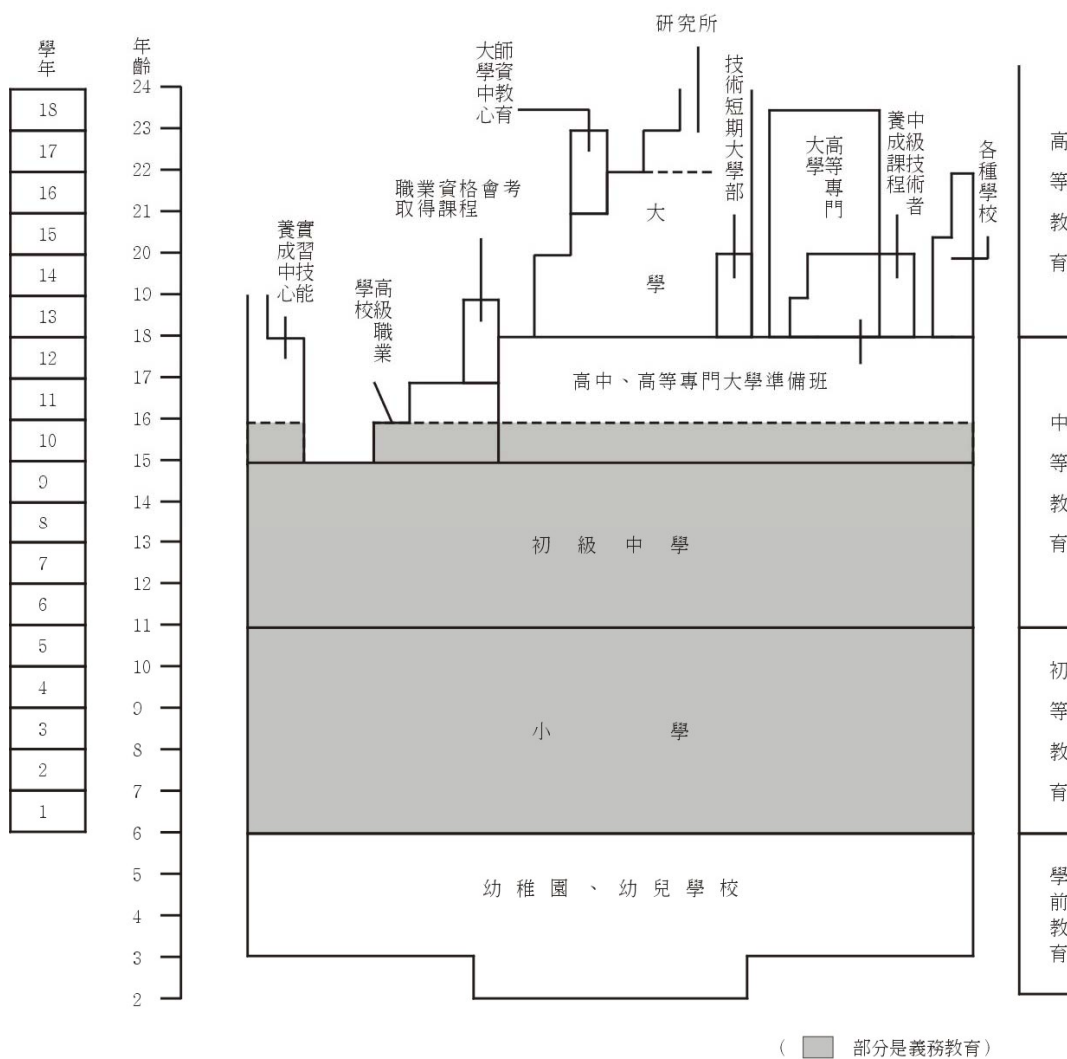 學年
18
17
16
15
14
13
12
11
10
9
8
7
6
5
4
3
2
1
年齡
24
23
22
21
20
19
18
17
16
15
14
13
12
11
10
9
8
7
6
5
4
3
2
研究所
師資教育
大學中心
技術短期大學部
職業資格會考
取得課程
大學
高等專門
大學
中級技術者
養成課程
各種學校
實習技能
養成中心
高級職業
學校
高中、高等專門大學準備班
初級中學
小學
幼稚園、幼兒學校
高等教育
中等教育
初等教育
學前教育
( 部分是義務教育)